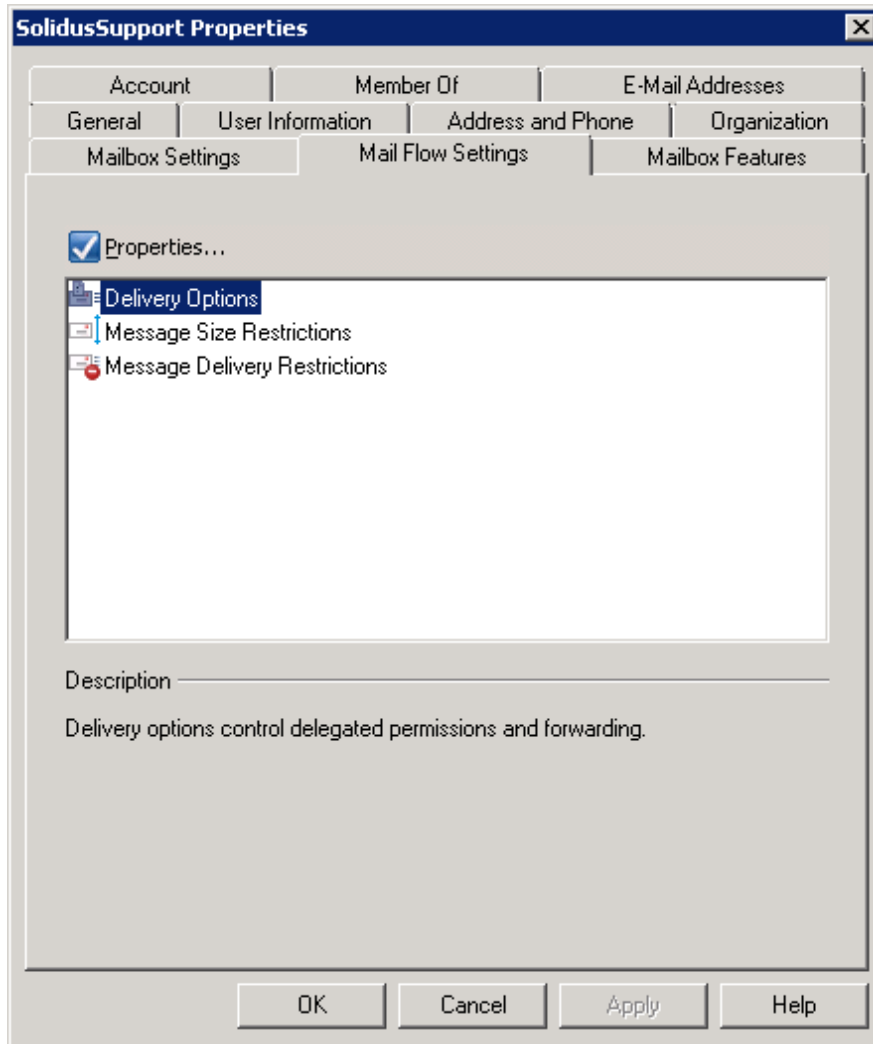 SolidusSupport Properties
Account
Member Of
E-Mail Addresses
General
User Information
Address and Phone
Organization
Mailbox Settings
Mail Flow Settings
Mailbox Features
Properties...
Delivery Options
Message Size Restrictions
Message Delivery Restrictions
Description
Delivery options control delegated permissions and forwarding.
OK
Cancel
Apply
Help